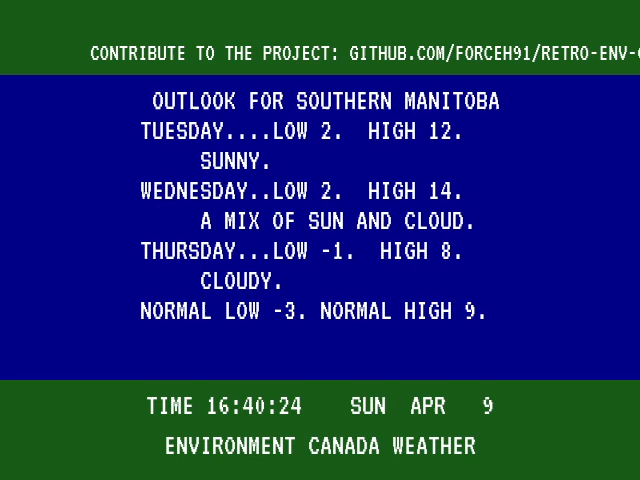 CONTRIBUTE TO THE PROJECT: GITHUB.COM/FORCEH91/RETRO-ENV-
OUTLOOK FOR SOUTHERN MANITOBA
TUESDAY....LOW 2.  HIGH 12.
SUNNY.
WEDNESDAY..LOW 2.  HIGH 14.
A MIX OF SUN AND CLOUD.
THURSDAY...LOW -1.  HIGH 8.
CLOUDY.
NORMAL LOW -3. NORMAL HIGH 9.
TIME 16:40:24    SUN  APR   9
ENVIRONMENT CANADA WEATHER